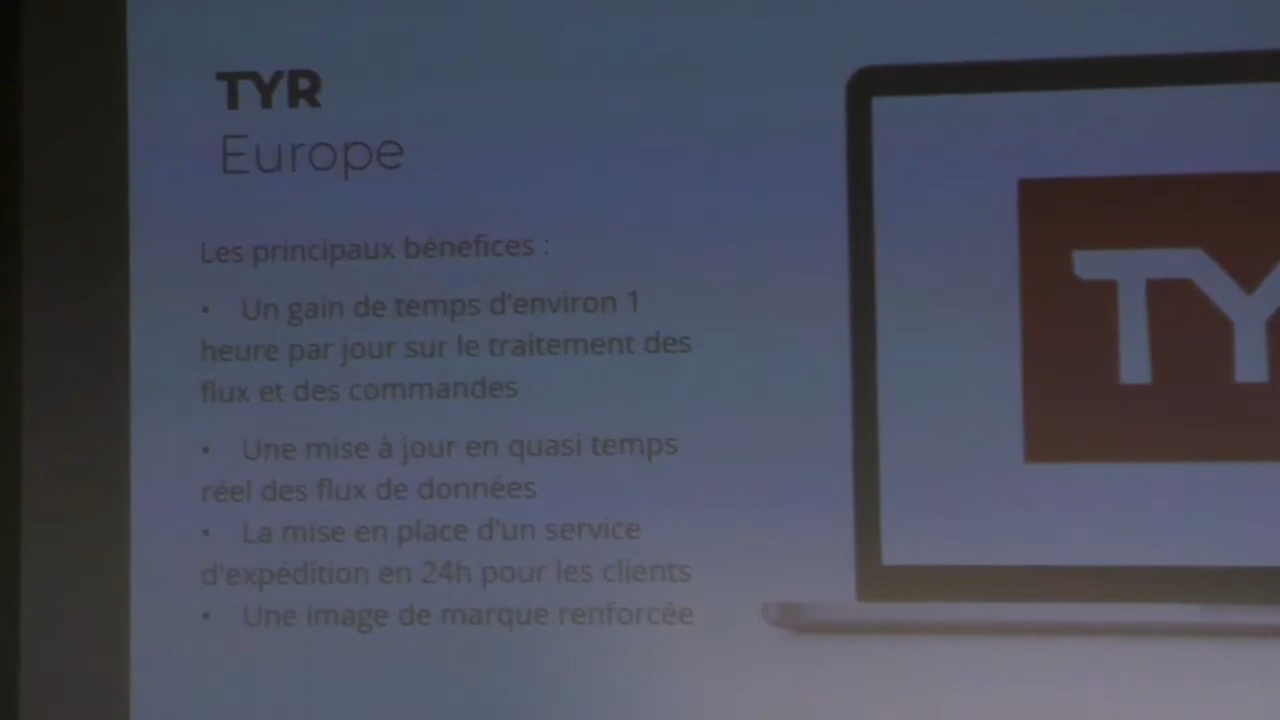 TYR
Europe
Les principaux bénéfices :
• Un gain de temps d'environ 1
heure par jour sur le traitement des
flux et des commandes
• Une mise à jour en quasi temps
réel des flux de données
• La mise en place d'un service
d'expédition en 24h pour les clients
• Une image de marque renforcée
TY